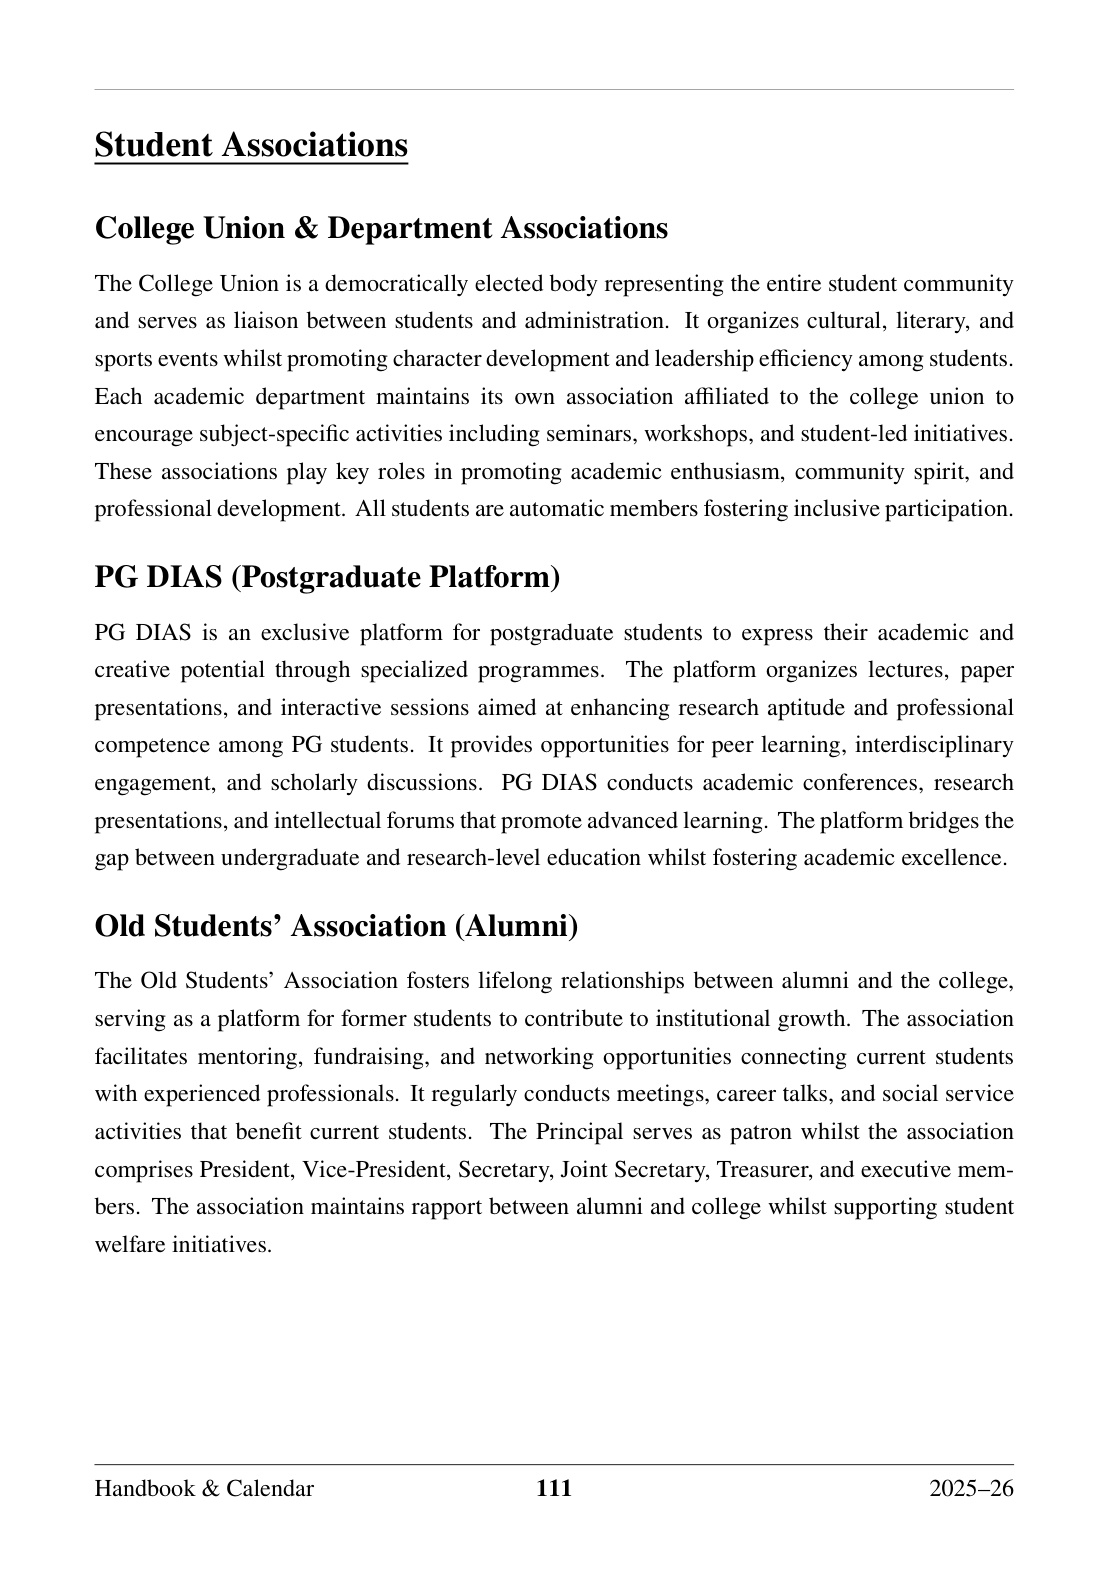 Student Associations
College Union & Department Associations
The College Union is a democratically elected body representing the entire student community
and serves as liaison between students and administration. It organizes cultural, literary, and
sports events whilst promoting character development and leadership efficiency among students.
Each academic department maintains its own association affiliated to the college union to
encourage subject-specific activities including seminars, workshops, and student-led initiatives.
These associations play key roles in promoting academic enthusiasm, community spirit, and
professional development. All students are automatic members fostering inclusive participation.
PG DIAS (Postgraduate Platform)
PG DIAS is an exclusive platform for postgraduate students to express their academic and
creative potential through specialized programmes. The platform organizes lectures, paper
presentations, and interactive sessions aimed at enhancing research aptitude and professional
competence among PG students. It provides opportunities for peer learning, interdisciplinary
engagement, and scholarly discussions. PG DIAS conducts academic conferences, research
presentations, and intellectual forums that promote advanced learning. The platform bridges the
gap between undergraduate and research-level education whilst fostering academic excellence.
Old Students’ Association (Alumni)
The Old Students’ Association fosters lifelong relationships between alumni and the college,
serving as a platform for former students to contribute to institutional growth. The association
facilitates mentoring, fundraising, and networking opportunities connecting current students
with experienced professionals. It regularly conducts meetings, career talks, and social service
activities that benefit current students. The Principal serves as patron whilst the association
comprises President, Vice-President, Secretary, Joint Secretary, Treasurer, and executive mem-
bers. The association maintains rapport between alumni and college whilst supporting student
welfare initiatives.
Handbook & Calendar 111 2025–26